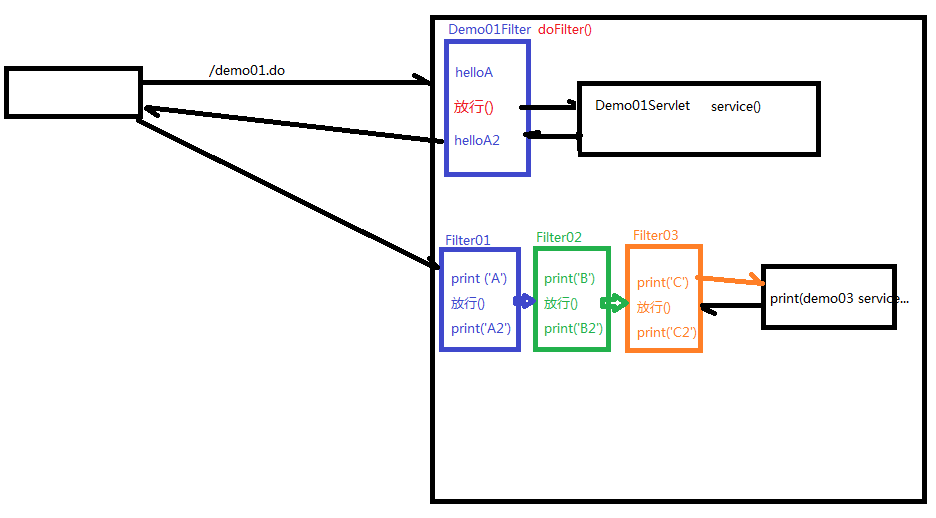 Demo01Filter doFilter()
/demo01.do
helloA
放行()
helloA2
Demo01Servlet service()
Filter01
print ('A')
放行()
print('A2')
Filter02
print('B')
放行()
print('B2')
Filter03
print('C')
放行()
print('C2')
print(demo03 service...